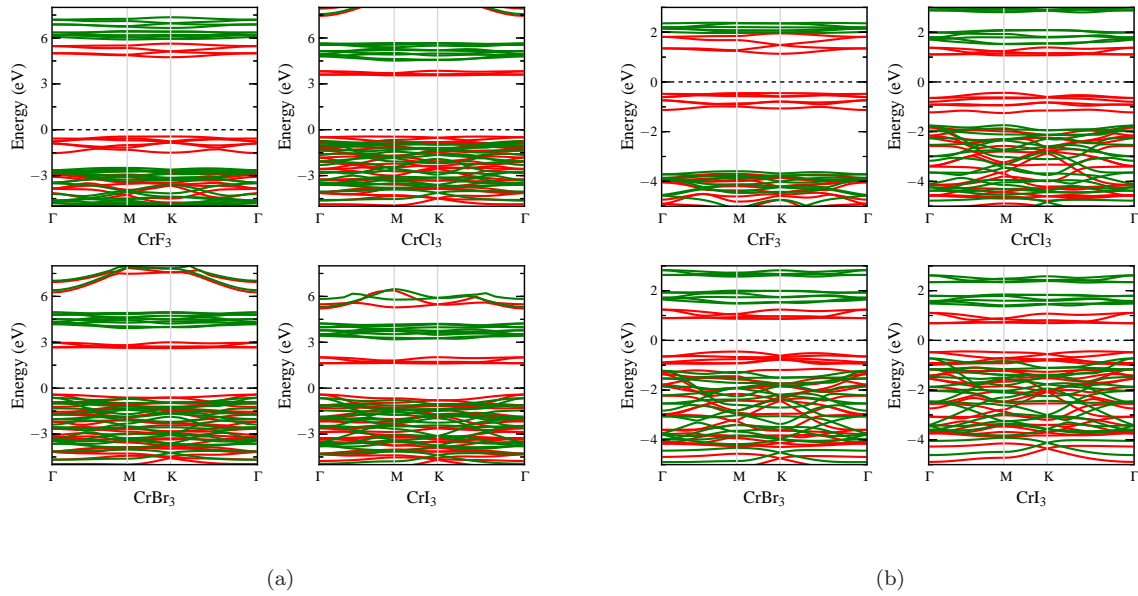 Energy (eV)
6
3
0
−3
Γ M K Γ
CrF3
Energy (eV)
6
3
0
−3
Γ M K Γ
CrCl3
Energy (eV)
6
3
0
−3
Γ M K Γ
CrBr3
Energy (eV)
6
3
0
−3
Γ M K Γ
CrI3
(a)
Energy (eV)
2
0
−2
−4
Γ M K Γ
CrF3
Energy (eV)
2
0
−2
−4
Γ M K Γ
CrCl3
Energy (eV)
2
0
−2
−4
Γ M K Γ
CrBr3
Energy (eV)
2
0
−2
−4
Γ M K Γ
CrI3
(b)